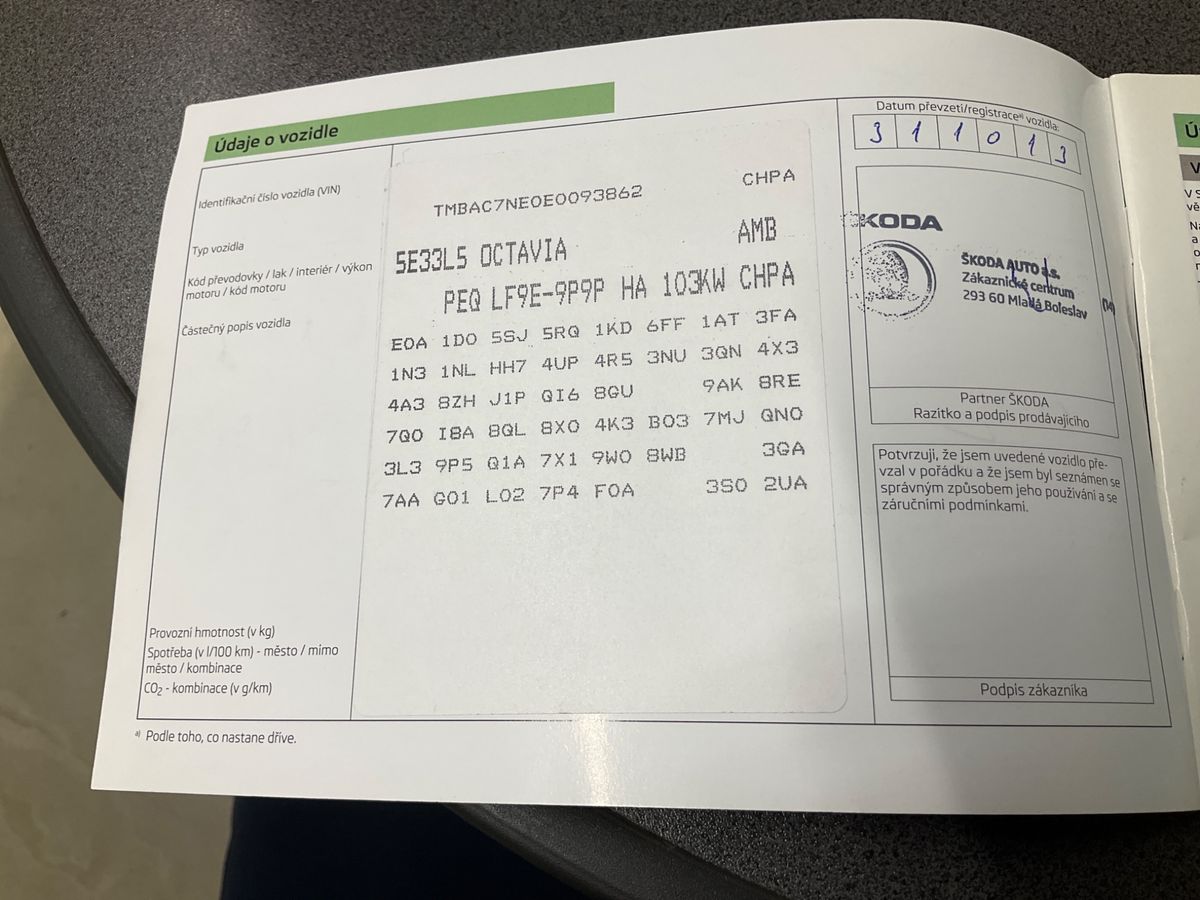 Údaje o vozidle
Identifikační číslo vozidla (VIN)
TMBAC7NE0E0093862
CHPA
Typ vozidla
5E33L5 OCTAVIA
AMB
Kód převodovky / lak / interiér / výkon
motoru / kód motoru
PEQ LF9E-9P9P HA 103KW CHPA
Částečný popis vozidla
E0A 1D0 5SJ 5RQ 1KD 6FF 1AT 3FA
1N3 1NL HH7 4UP 4R5 3NU 3QN 4X3
4A3 8ZH J1P QI6 8GU 9AK 8RE
7Q0 I8A 8QL 8X0 4K3 B03 7MJ QN0
3L3 9P5 Q1A 7X1 9W0 8WB 3GA
7AA G01 L02 7P4 F0A 3S0 2UA
Provozní hmotnost (v kg)
Spotřeba (v l/100 km) - město / mimo
město / kombinace
CO2 - kombinace (v g/km)
a) Podle toho, co nastane dříve.
Datum převzetí/registrace a) vozidla:
3 1 1 0 1 3
ŠKODA
ŠKODA AUTO a.s.
Zákaznické centrum
293 60 Mladá Boleslav
Partner ŠKODA
Razítko a podpis prodávajícího
Potvrzuji, že jsem uvedené vozidlo pře-
vzal v pořádku a že jsem byl seznámen se
správným způsobem jeho používání a se
záručními podmínkami.
Podpis zákazníka